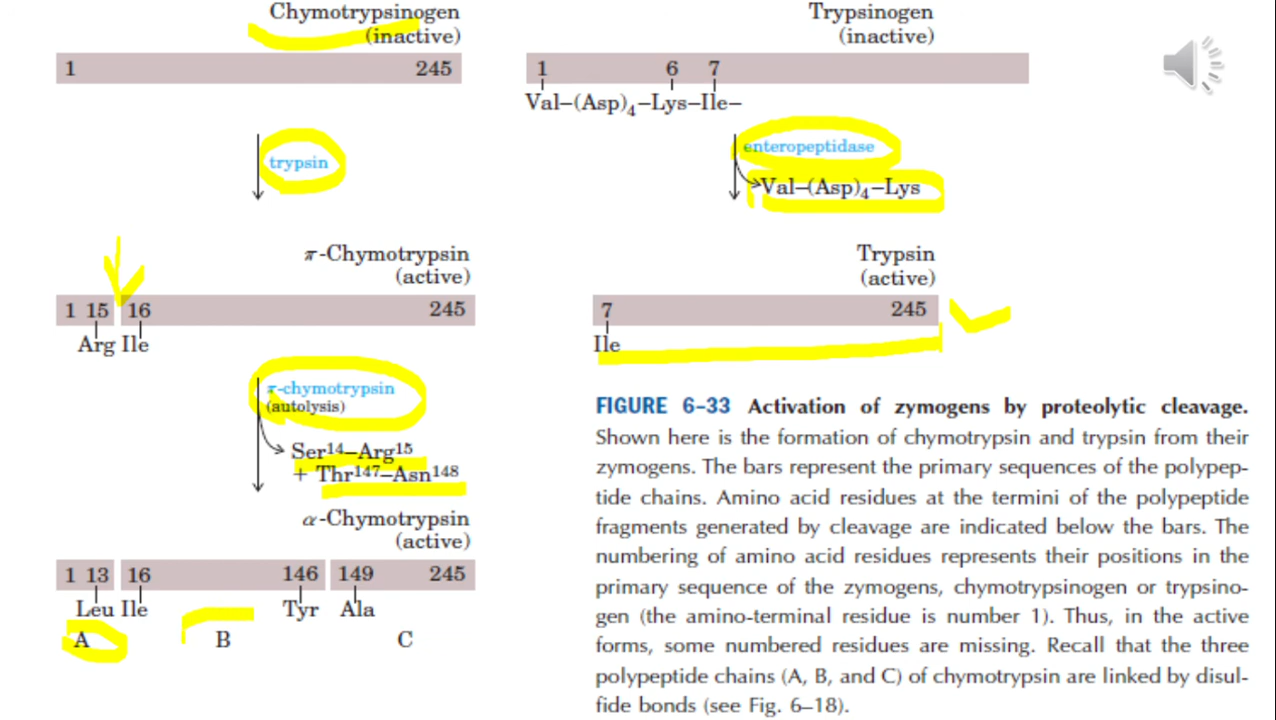 Chymotrypsinogen
(inactive)
1 245
trypsin
π-Chymotrypsin
(active)
1 15 16 245
Arg Ile
π-chymotrypsin
(autolysis)
Ser¹⁴–Arg¹⁵
+ Thr¹⁴⁷–Asn¹⁴⁸
α-Chymotrypsin
(active)
1 13 16 146 149 245
Leu Ile Tyr Ala
A B C
Trypsinogen
(inactive)
1 6 7
Val–(Asp)₄–Lys–Ile–
enteropeptidase
Val–(Asp)₄–Lys
Trypsin
(active)
7 245
Ile
FIGURE 6–33 Activation of zymogens by proteolytic cleavage.
Shown here is the formation of chymotrypsin and trypsin from their
zymogens. The bars represent the primary sequences of the polypep-
tide chains. Amino acid residues at the termini of the polypeptide
fragments generated by cleavage are indicated below the bars. The
numbering of amino acid residues represents their positions in the
primary sequence of the zymogens, chymotrypsinogen or trypsino-
gen (the amino-terminal residue is number 1). Thus, in the active
forms, some numbered residues are missing. Recall that the three
polypeptide chains (A, B, and C) of chymotrypsin are linked by disul-
fide bonds (see Fig. 6–18).